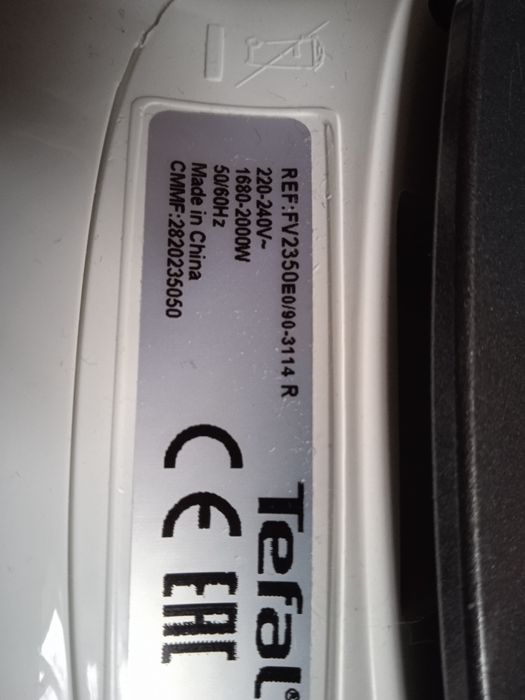 REF:FV2350E0/90-3114 R
220-240V~
1680-2000W
50/60Hz
Made in China
CMMF:2820235050
Tefal®
CE EAC